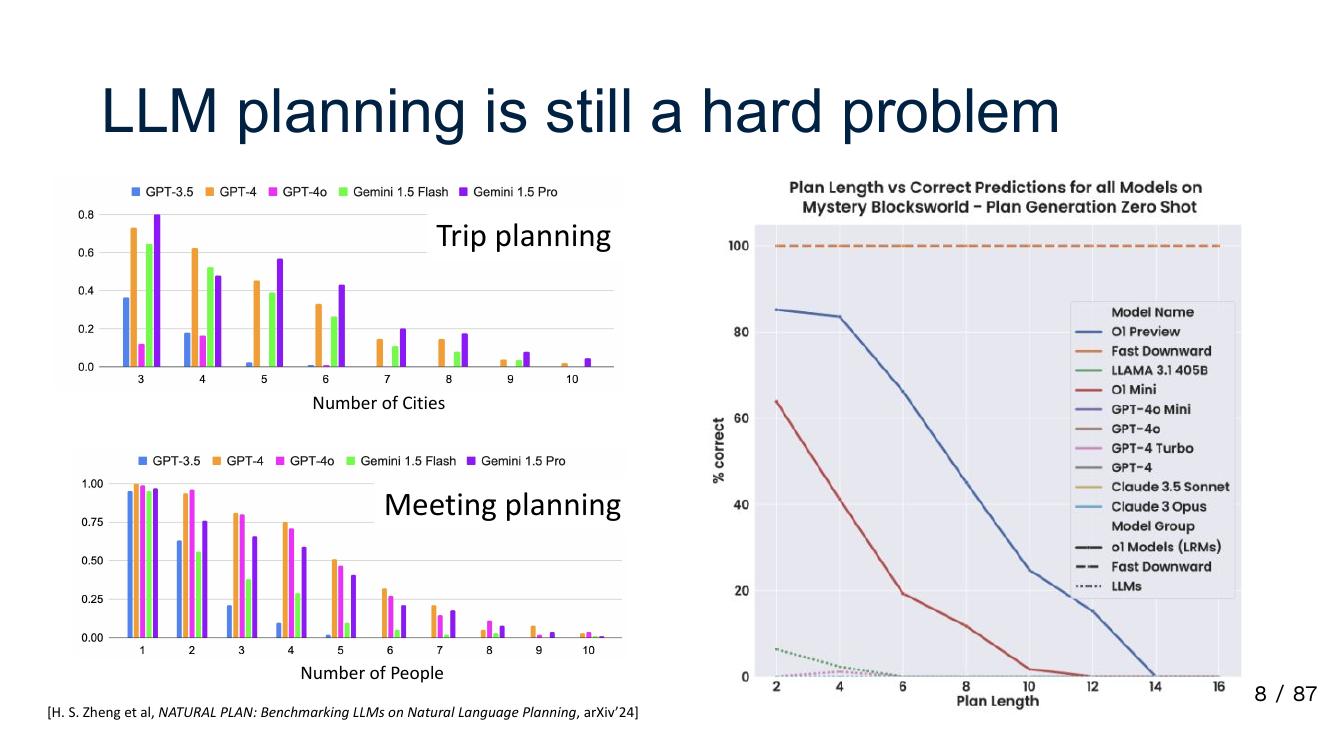 LLM planning is still a hard problem
GPT-3.5 GPT-4 GPT-4o Gemini 1.5 Flash Gemini 1.5 Pro
Trip planning
0.8
0.6
0.4
0.2
0.0
3 4 5 6 7 8 9 10
Number of Cities
GPT-3.5 GPT-4 GPT-4o Gemini 1.5 Flash Gemini 1.5 Pro
Meeting planning
1.00
0.75
0.50
0.25
0.00
1 2 3 4 5 6 7 8 9 10
Number of People
[H. S. Zheng et al, NATURAL PLAN: Benchmarking LLMs on Natural Language Planning, arXiv'24]
Plan Length vs Correct Predictions for all Models on
Mystery Blocksworld - Plan Generation Zero Shot
100
80
60
40
20
0
% correct
Model Name
O1 Preview
Fast Downward
LLAMA 3.1 405B
O1 Mini
GPT-4o Mini
GPT-4o
GPT-4 Turbo
GPT-4
Claude 3.5 Sonnet
Claude 3 Opus
Model Group
o1 Models (LRMs)
Fast Downward
LLMs
2 4 6 8 10 12 14 16
Plan Length
8 / 87